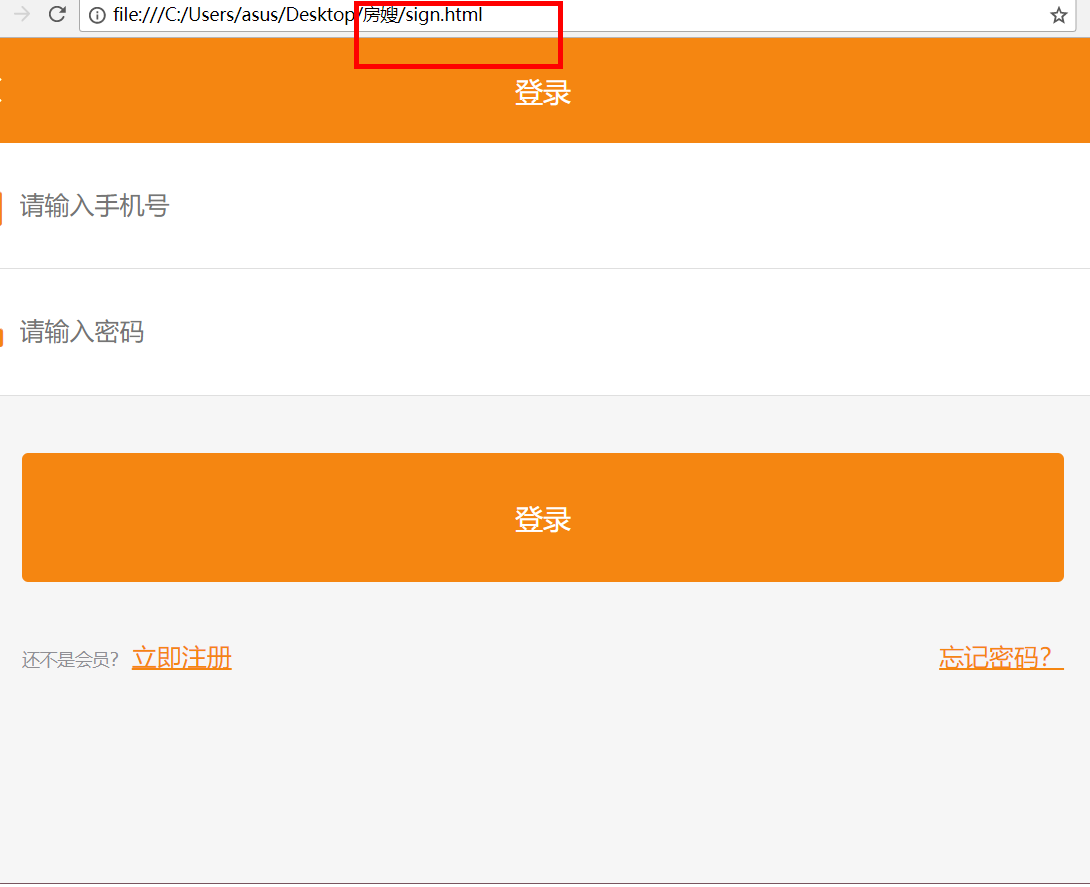 file:///C:/Users/asus/Desktop/房嫂/sign.html
登录
请输入手机号
请输入密码
登录
还不是会员？ 立即注册 忘记密码？